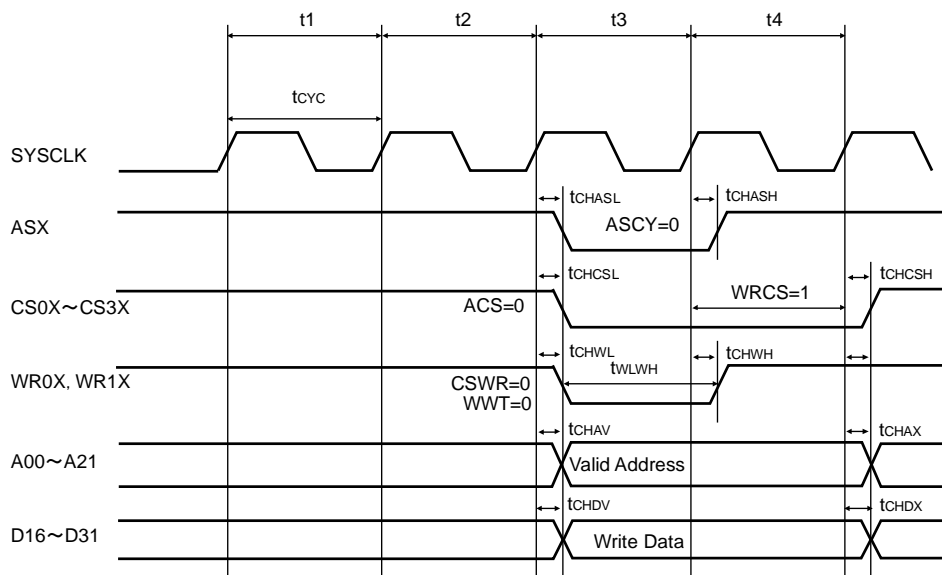 t1 t2 t3 t4
tCYC
SYSCLK
tCHASL tCHASH
ASX ASCY=0
tCHCSL tCHCSH
CS0X～CS3X ACS=0 WRCS=1
tCHWL tCHWH
tWLWH
WR0X, WR1X CSWR=0
WWT=0
tCHAV tCHAX
A00～A21 Valid Address
tCHDV tCHDX
D16～D31 Write Data